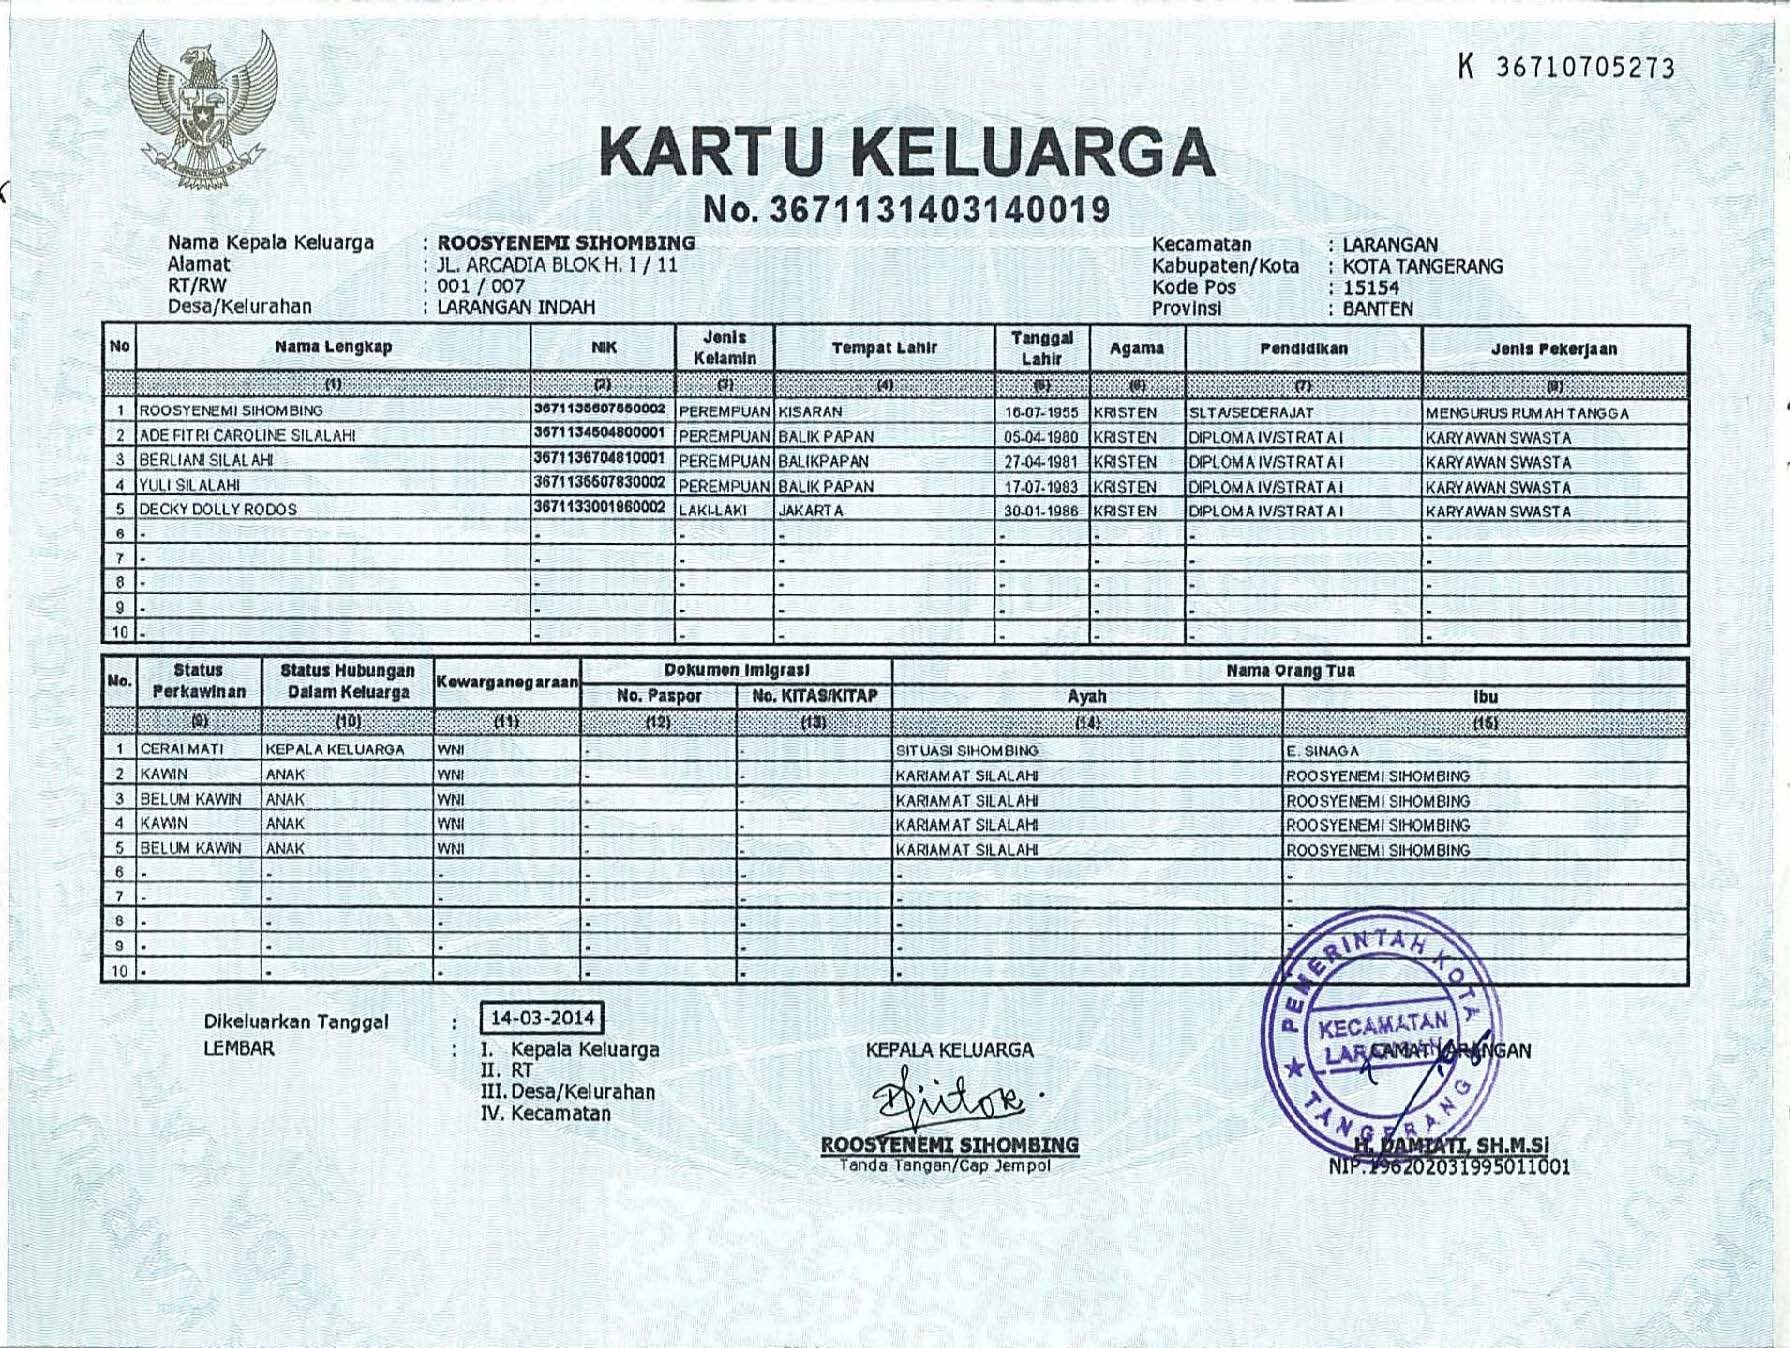 K 36710705273
KARTU KELUARGA
No. 3671131403140019
Nama Kepala Keluarga : ROOSYENEMI SIHOMBING Kecamatan : LARANGAN
Alamat : JL. ARCADIA BLOK H. I / 11 Kabupaten/Kota : KOTA TANGERANG
RT/RW : 001 / 007 Kode Pos : 15154
Desa/Kelurahan : LARANGAN INDAH Provinsi : BANTEN
No Nama Lengkap NIK Jenis Kelamin Tempat Lahir Tanggal Lahir Agama Pendidikan Jenis Pekerjaan
(1) (2) (3) (4) (5) (6) (7) (8)
1 ROOSYENEMI SIHOMBING 3671135607550002 PEREMPUAN KISARAN 16-07-1955 KRISTEN SLTA/SEDERAJAT MENGURUS RUMAH TANGGA
2 ADE FITRI CAROLINE SILALAHI 3671134504800001 PEREMPUAN BALIK PAPAN 05-04-1980 KRISTEN DIPLOMA IV/STRATA I KARYAWAN SWASTA
3 BERLIANI SILALAHI 3671136704810001 PEREMPUAN BALIKPAPAN 27-04-1981 KRISTEN DIPLOMA IV/STRATA I KARYAWAN SWASTA
4 YULI SILALAHI 3671135507830002 PEREMPUAN BALIK PAPAN 17-07-1983 KRISTEN DIPLOMA IV/STRATA I KARYAWAN SWASTA
5 DECKY DOLLY RODOS 3671133001860002 LAKI-LAKI JAKARTA 30-01-1986 KRISTEN DIPLOMA IV/STRATA I KARYAWAN SWASTA
6 - - - - - - - -
7 - - - - - - - -
8 - - - - - - - -
9 - - - - - - - -
10 - - - - - - - -
No. Status Perkawinan Status Hubungan Dalam Keluarga Kewarganegaraan Dokumen Imigrasi Nama Orang Tua
No. Paspor No. KITAS/KITAP Ayah Ibu
(9) (10) (11) (12) (13) (14) (15)
1 CERAI MATI KEPALA KELUARGA WNI - - SITUASI SIHOMBING E. SINAGA
2 KAWIN ANAK WNI - - KARIAMAT SILALAHI ROOSYENEMI SIHOMBING
3 BELUM KAWIN ANAK WNI - - KARIAMAT SILALAHI ROOSYENEMI SIHOMBING
4 KAWIN ANAK WNI - - KARIAMAT SILALAHI ROOSYENEMI SIHOMBING
5 BELUM KAWIN ANAK WNI - - KARIAMAT SILALAHI ROOSYENEMI SIHOMBING
6 - - - - - - -
7 - - - - - - -
8 - - - - - - -
9 - - - - - - -
10 - - - - - -
Dikeluarkan Tanggal : 14-03-2014
LEMBAR : I. Kepala Keluarga
II. RT
III. Desa/Kelurahan
IV. Kecamatan
KEPALA KELUARGA
ROOSYENEMI SIHOMBING
Tanda Tangan/Cap Jempol
PEMERINTAH KOTA
KECAMATAN
LARANGAN
TANGERANG
CAMAT LARANGAN
H. DAMIATI, SH.M.Si
NIP.196202031995011001